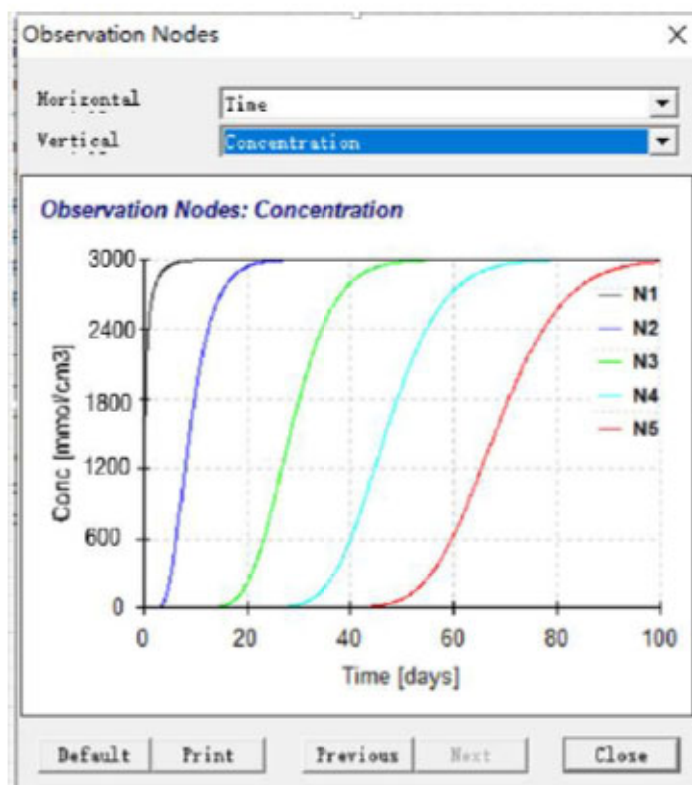 Observation Nodes
Horizontal
Time
Vertical
Concentration
Observation Nodes: Concentration
3000
2400
1800
1200
600
0
Conc [mmol/cm3]
N1
N2
N3
N4
N5
0 20 40 60 80 100
Time [days]
Default Print Previous Next Close